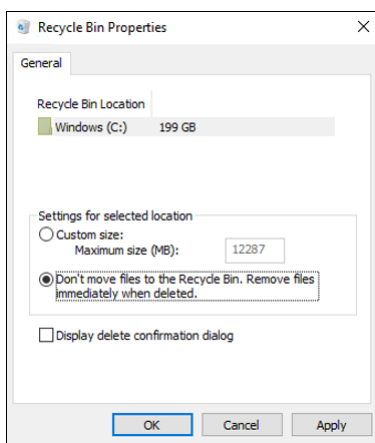 Recycle Bin Properties
General
Recycle Bin Location
Windows (C:) 199 GB
Settings for selected location
Custom size:
Maximum size (MB): 12287
Don't move files to the Recycle Bin. Remove files
immediately when deleted.
Display delete confirmation dialog
OK Cancel Apply